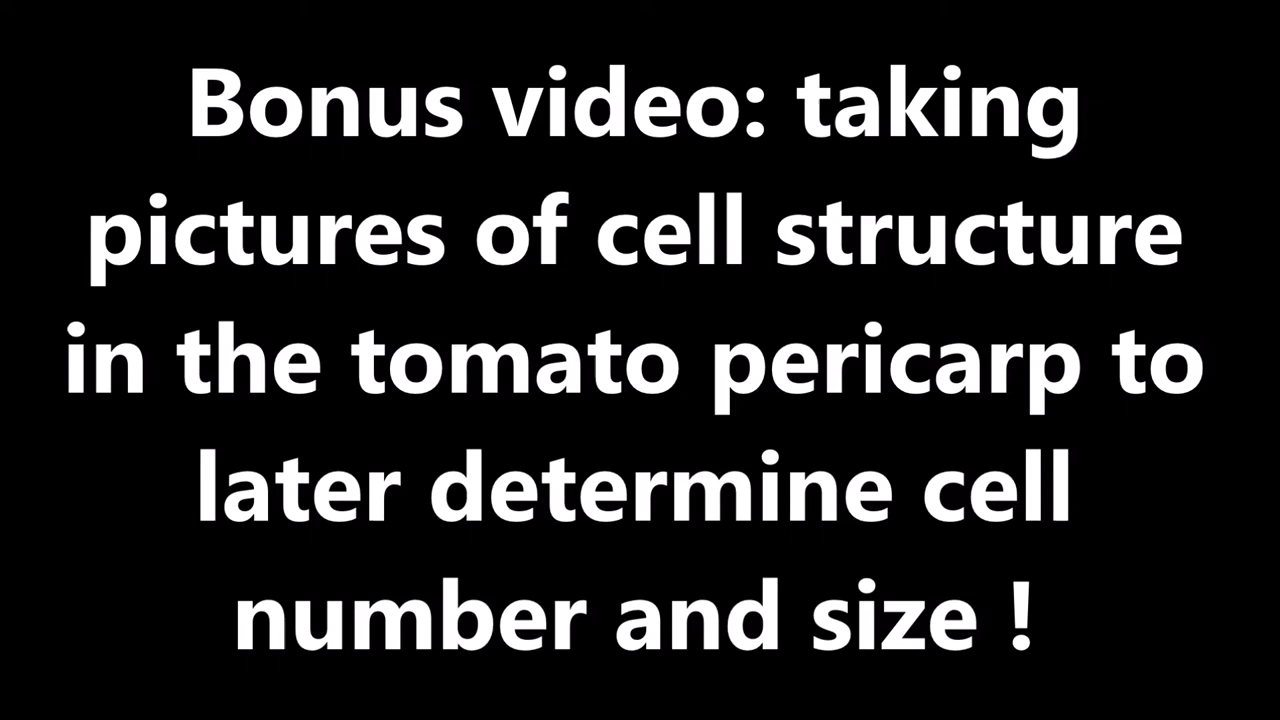 Bonus video: taking
pictures of cell structure
in the tomato pericarp to
later determine cell
number and size !